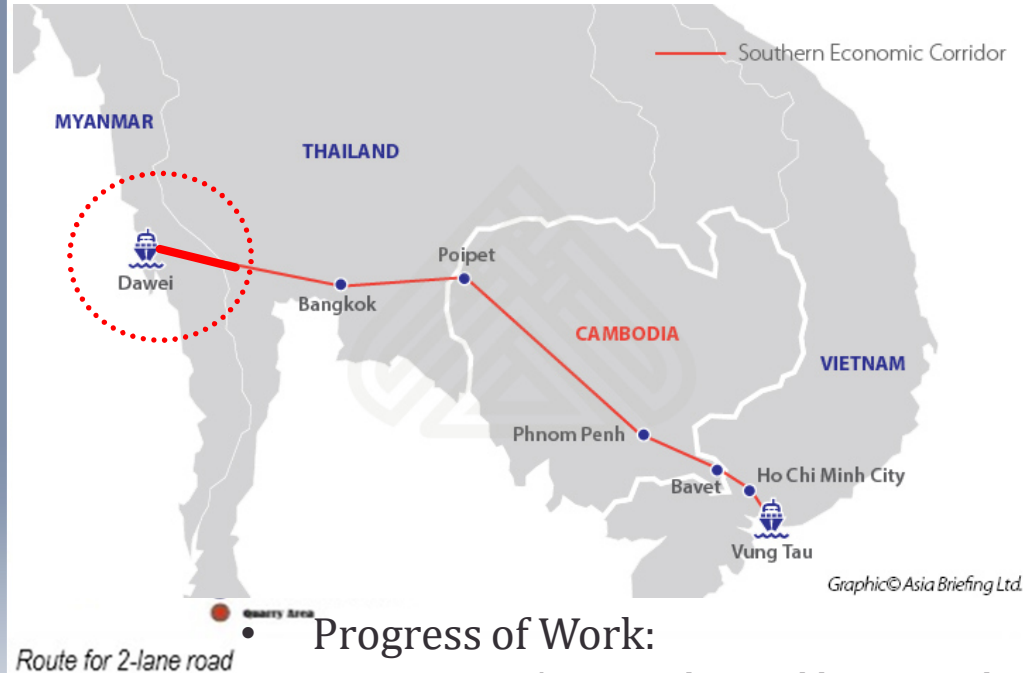 Southern Economic Corridor
MYANMAR
THAILAND
Dawei
Bangkok
Poipet
CAMBODIA
VIETNAM
Phnom Penh
Bavet
Ho Chi Minh City
Vung Tau
Graphic© Asia Briefing Ltd.
Quarry Area
• Progress of Work:
Route for 2-lane road